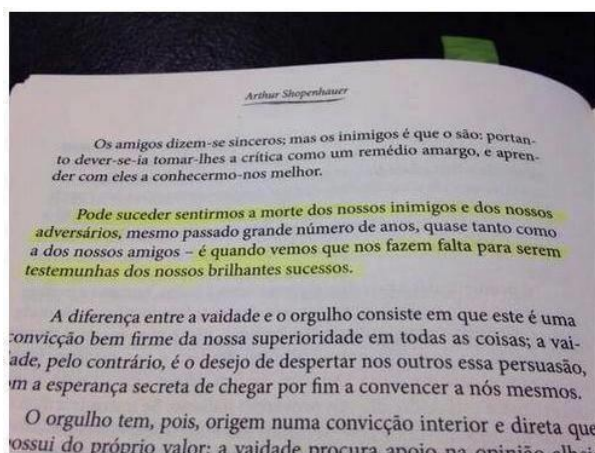 Arthur Shopenhauer
Os amigos dizem-se sinceros; mas os inimigos é que o são: portan-
to dever-se-ia tomar-lhes a crítica como um remédio amargo, e apren-
der com eles a conhecermo-nos melhor.
Pode suceder sentirmos a morte dos nossos inimigos e dos nossos
adversários, mesmo passado grande número de anos, quase tanto como
a dos nossos amigos – é quando vemos que nos fazem falta para serem
testemunhas dos nossos brilhantes sucessos.
A diferença entre a vaidade e o orgulho consiste em que este é uma
convicção bem firme da nossa superioridade em todas as coisas; a vai-
ade, pelo contrário, é o desejo de despertar nos outros essa persuasão,
m a esperança secreta de chegar por fim a convencer a nós mesmos.
O orgulho tem, pois, origem numa convicção interior e direta que
ossui do próprio valor; a vaidade procura apoio na opinião alhei